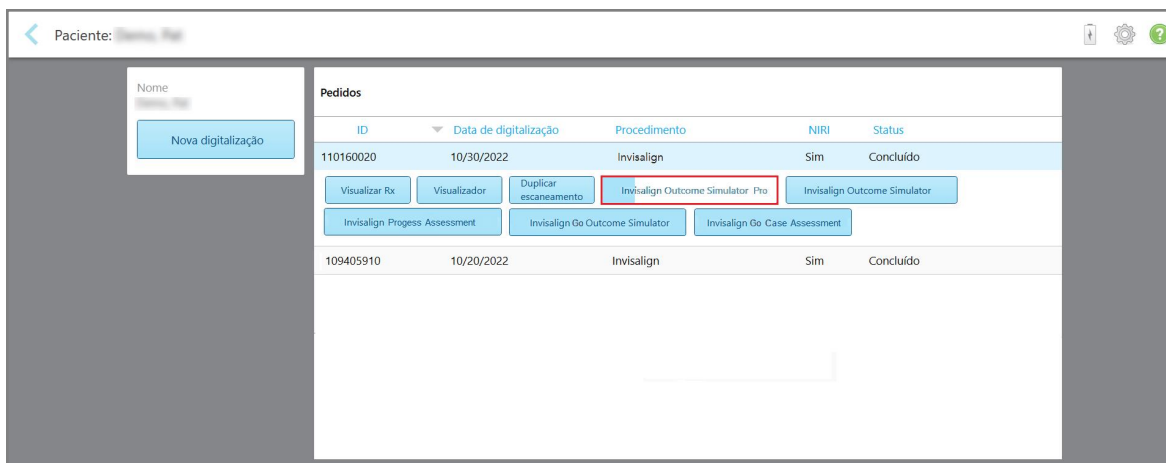 Paciente:
Nome
Nova digitalização
Pedidos
ID Data de digitalização Procedimento NIRI Status
110160020 10/30/2022 Invisalign Sim Concluído
Visualizar Rx Visualizador Duplicar escaneamento Invisalign Outcome Simulator Pro Invisalign Outcome Simulator
Invisalign Progess Assessment Invisalign Go Outcome Simulator Invisalign Go Case Assessment
109405910 10/20/2022 Invisalign Sim Concluído